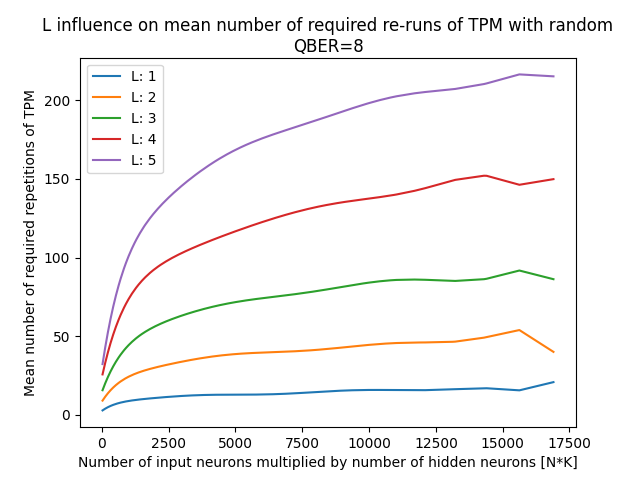 L influence on mean number of required re-runs of TPM with random
QBER=8
Mean number of required repetitions of TPM
200
150
100
50
0
L: 1
L: 2
L: 3
L: 4
L: 5
0 2500 5000 7500 10000 12500 15000 17500
Number of input neurons multiplied by number of hidden neurons [N*K]